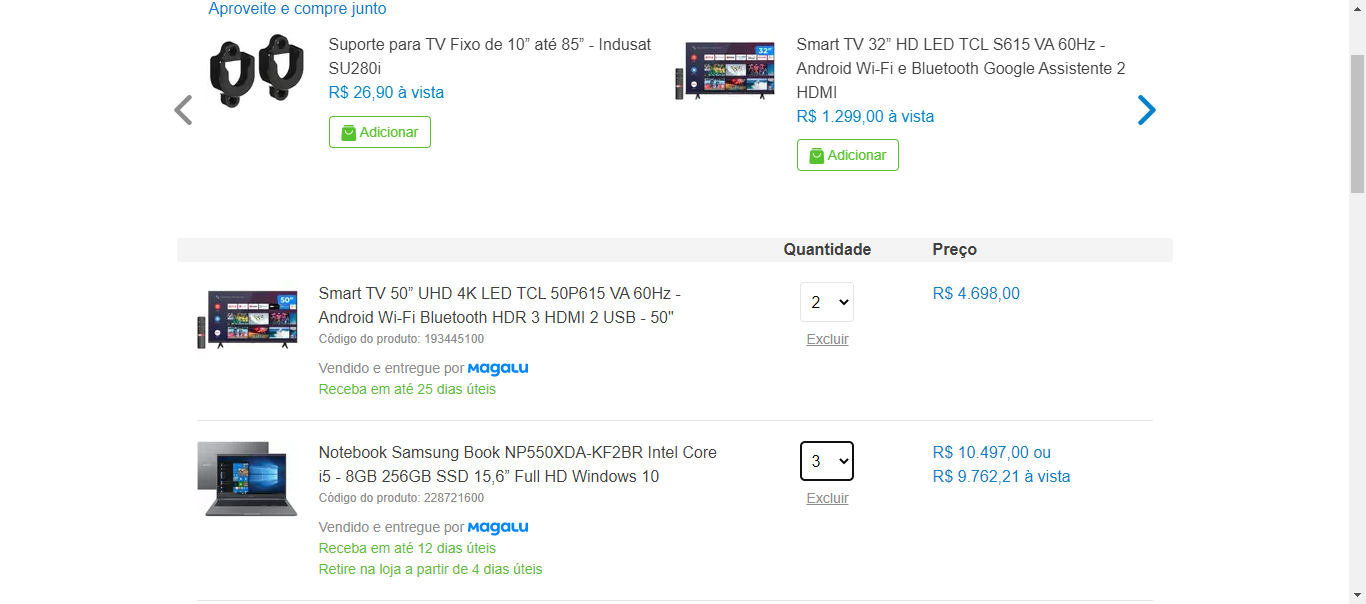 Aproveite e compre junto
Suporte para TV Fixo de 10” até 85” - Indusat
SU280i
R$ 26,90 à vista
Adicionar
32"
Smart TV 32” HD LED TCL S615 VA 60Hz -
Android Wi-Fi e Bluetooth Google Assistente 2
HDMI
R$ 1.299,00 à vista
Adicionar
Quantidade Preço
50"
Smart TV 50” UHD 4K LED TCL 50P615 VA 60Hz -
Android Wi-Fi Bluetooth HDR 3 HDMI 2 USB - 50"
Código do produto: 193445100
Vendido e entregue por Magalu
Receba em até 25 dias úteis
2
Excluir
R$ 4.698,00
Notebook Samsung Book NP550XDA-KF2BR Intel Core
i5 - 8GB 256GB SSD 15,6” Full HD Windows 10
Código do produto: 228721600
Vendido e entregue por Magalu
Receba em até 12 dias úteis
Retire na loja a partir de 4 dias úteis
3
Excluir
R$ 10.497,00 ou
R$ 9.762,21 à vista